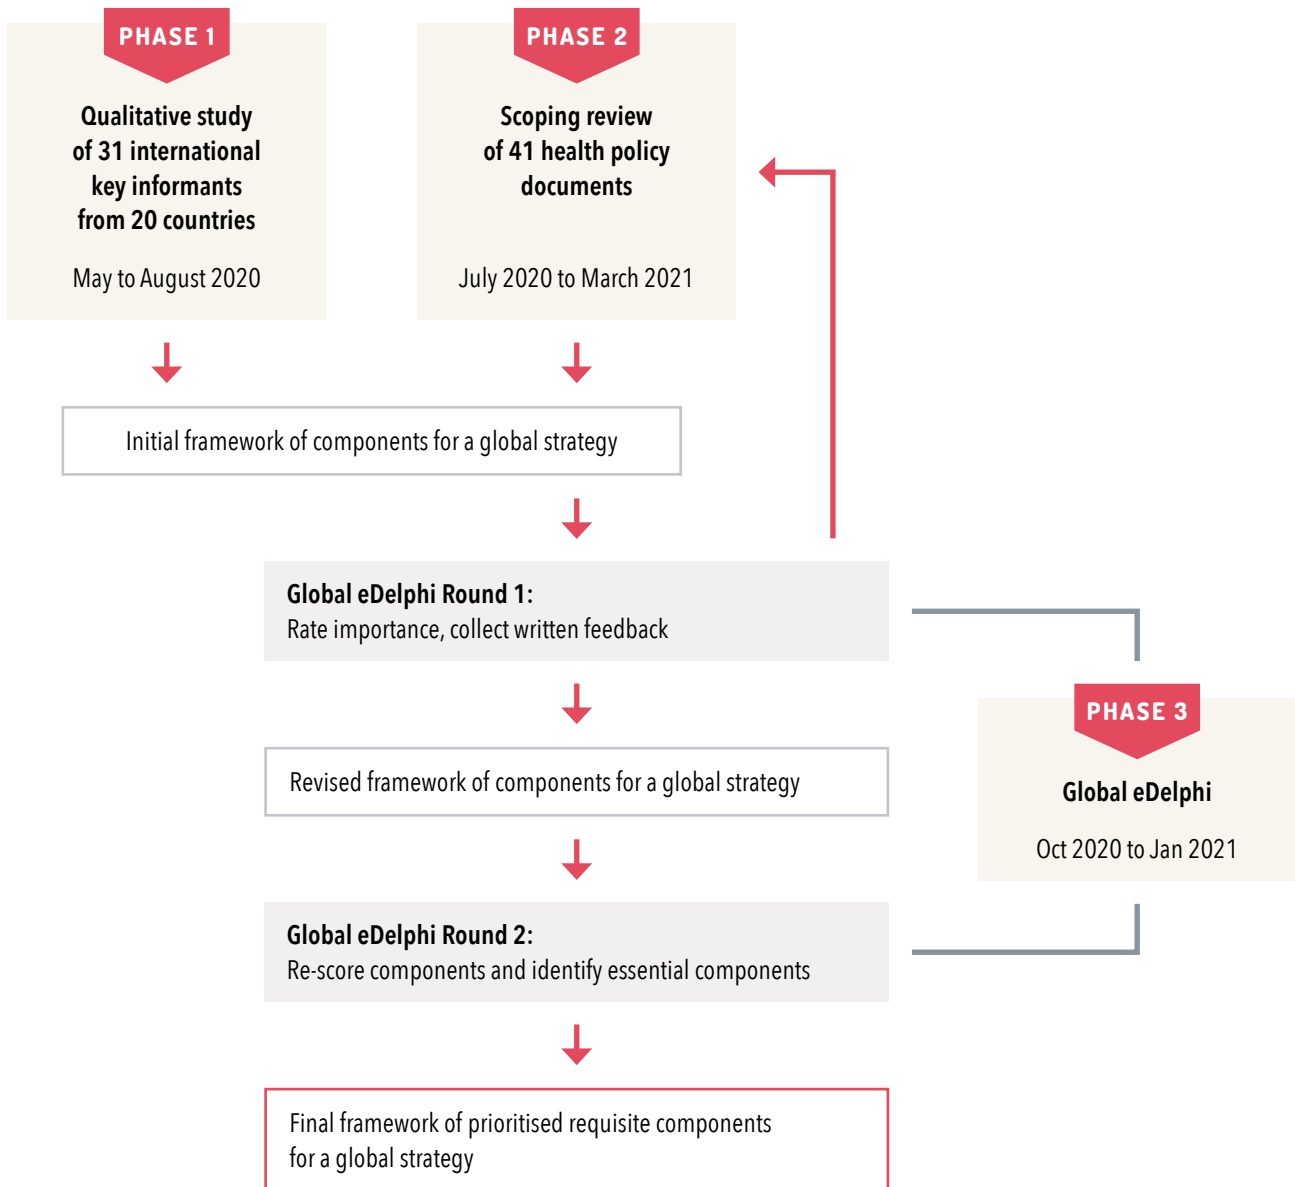 PHASE 1
Qualitative study
of 31 international
key informants
from 20 countries
May to August 2020
PHASE 2
Scoping review
of 41 health policy
documents
July 2020 to March 2021
Initial framework of components for a global strategy
Global eDelphi Round 1:
Rate importance, collect written feedback
Revised framework of components for a global strategy
PHASE 3
Global eDelphi
Oct 2020 to Jan 2021
Global eDelphi Round 2:
Re-score components and identify essential components
Final framework of prioritised requisite components
for a global strategy